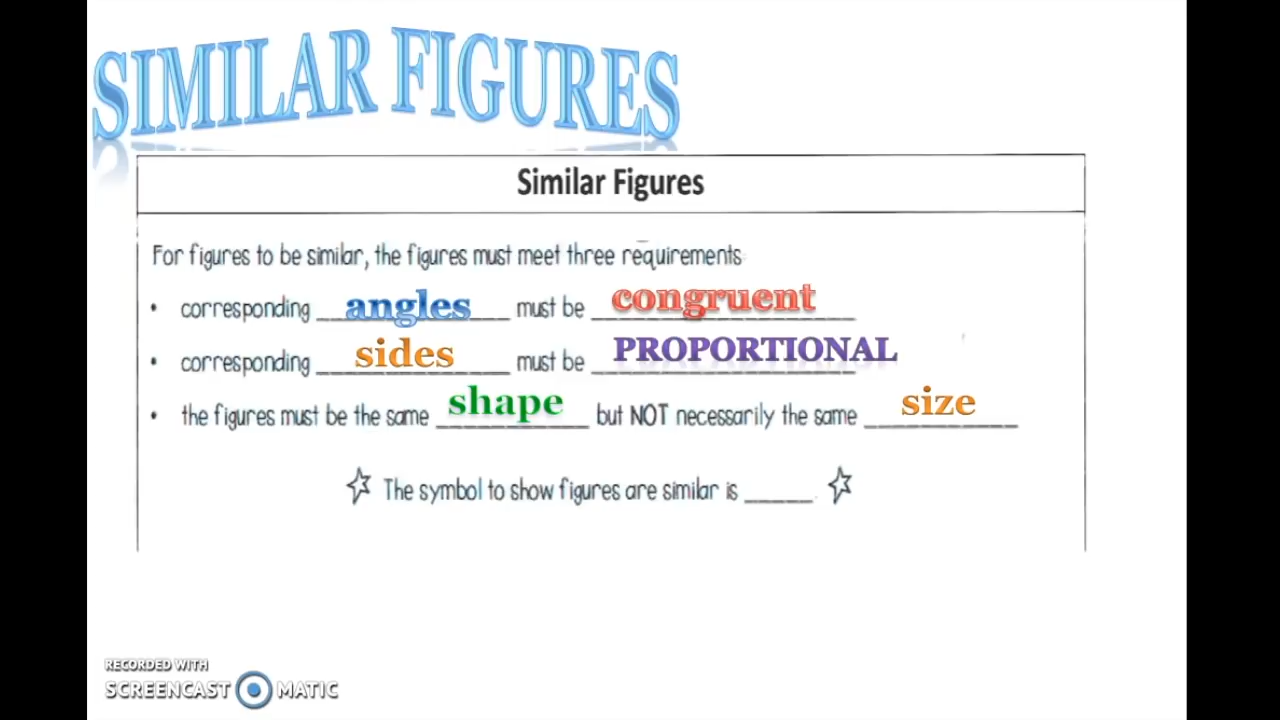 SIMILAR FIGURES
Similar Figures
For figures to be similar, the figures must meet three requirements
• corresponding angles must be congruent
• corresponding sides must be PROPORTIONAL
• the figures must be the same shape but NOT necessarily the same size
The symbol to show figures are similar is ______
RECORDED WITH
SCREENCAST MATIC